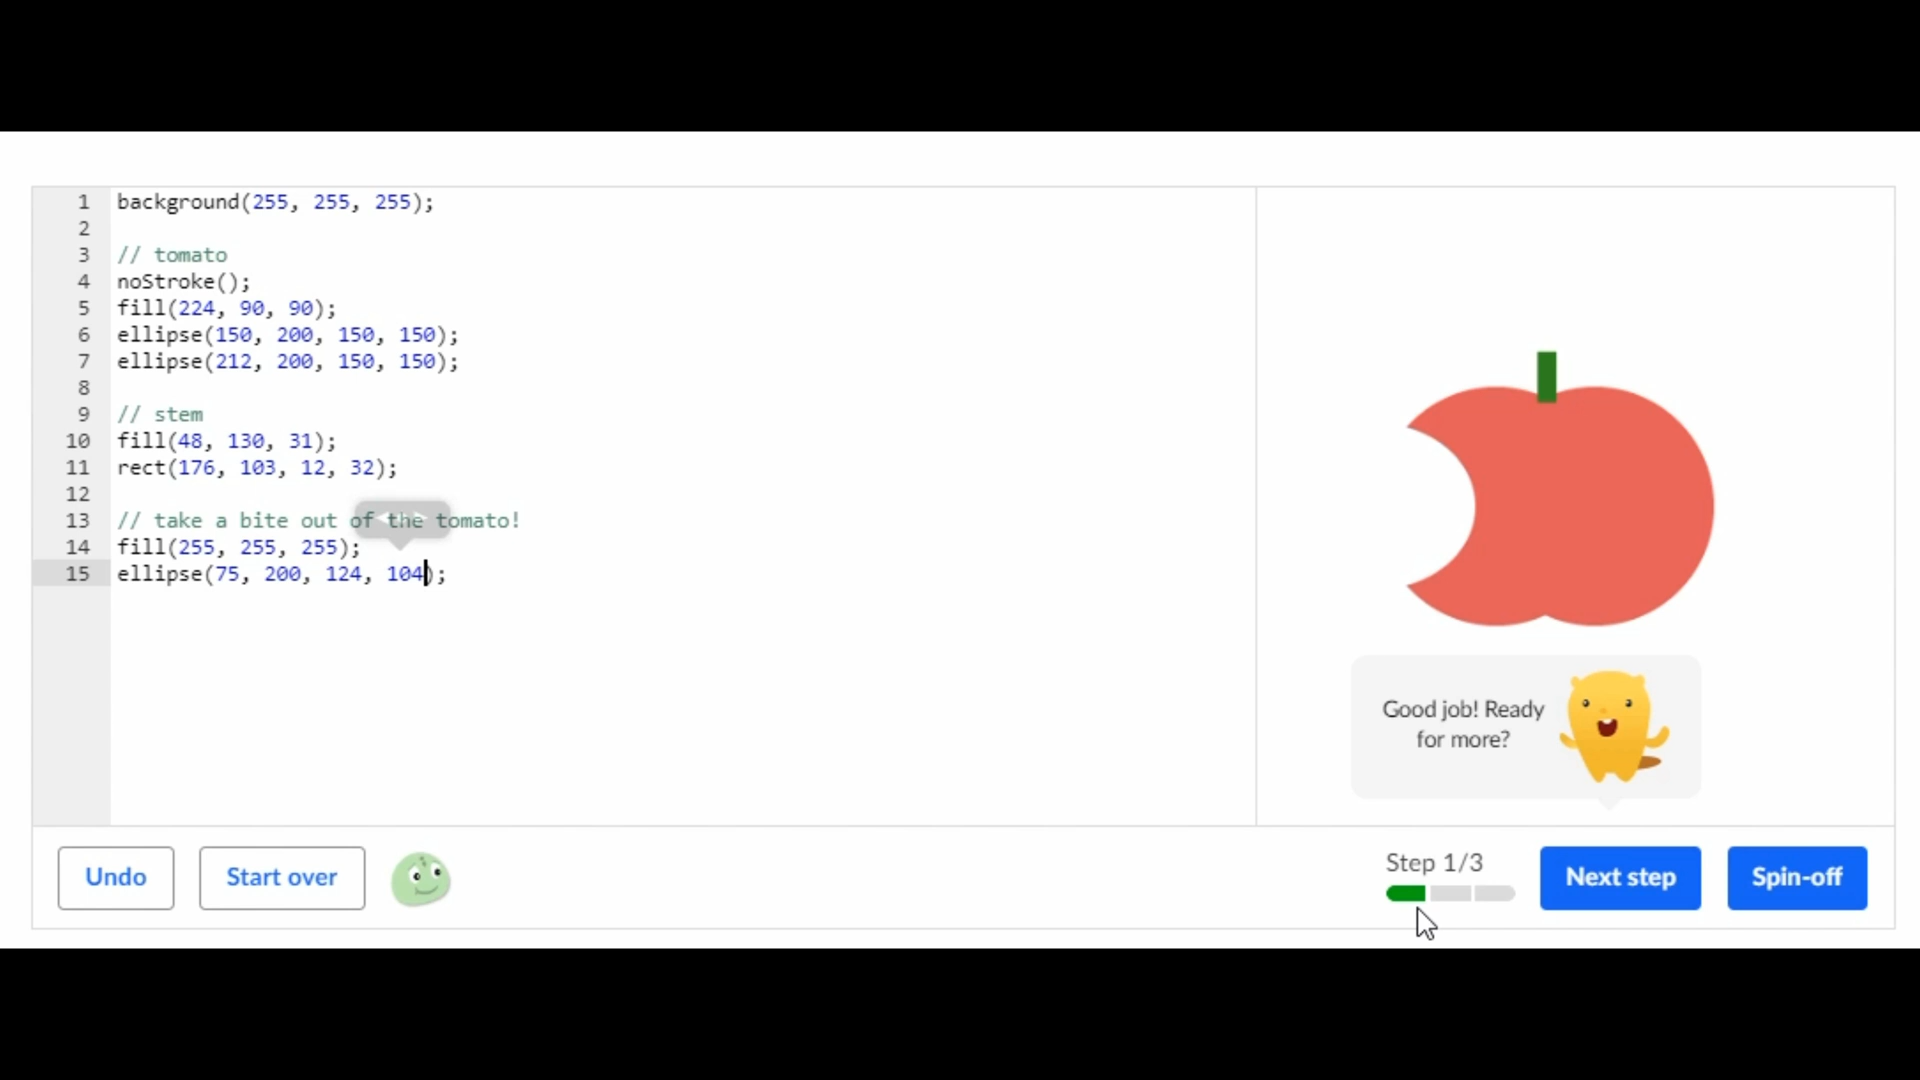 1 background(255, 255, 255);
2
3 // tomato
4 noStroke();
5 fill(224, 90, 90);
6 ellipse(150, 200, 150, 150);
7 ellipse(212, 200, 150, 150);
8
9 // stem
10 fill(48, 130, 31);
11 rect(176, 103, 12, 32);
12
13 // take a bite out of the tomato!
14 fill(255, 255, 255);
15 ellipse(75, 200, 124, 104);
Good job! Ready
for more?
Undo
Start over
Step 1/3
Next step
Spin-off